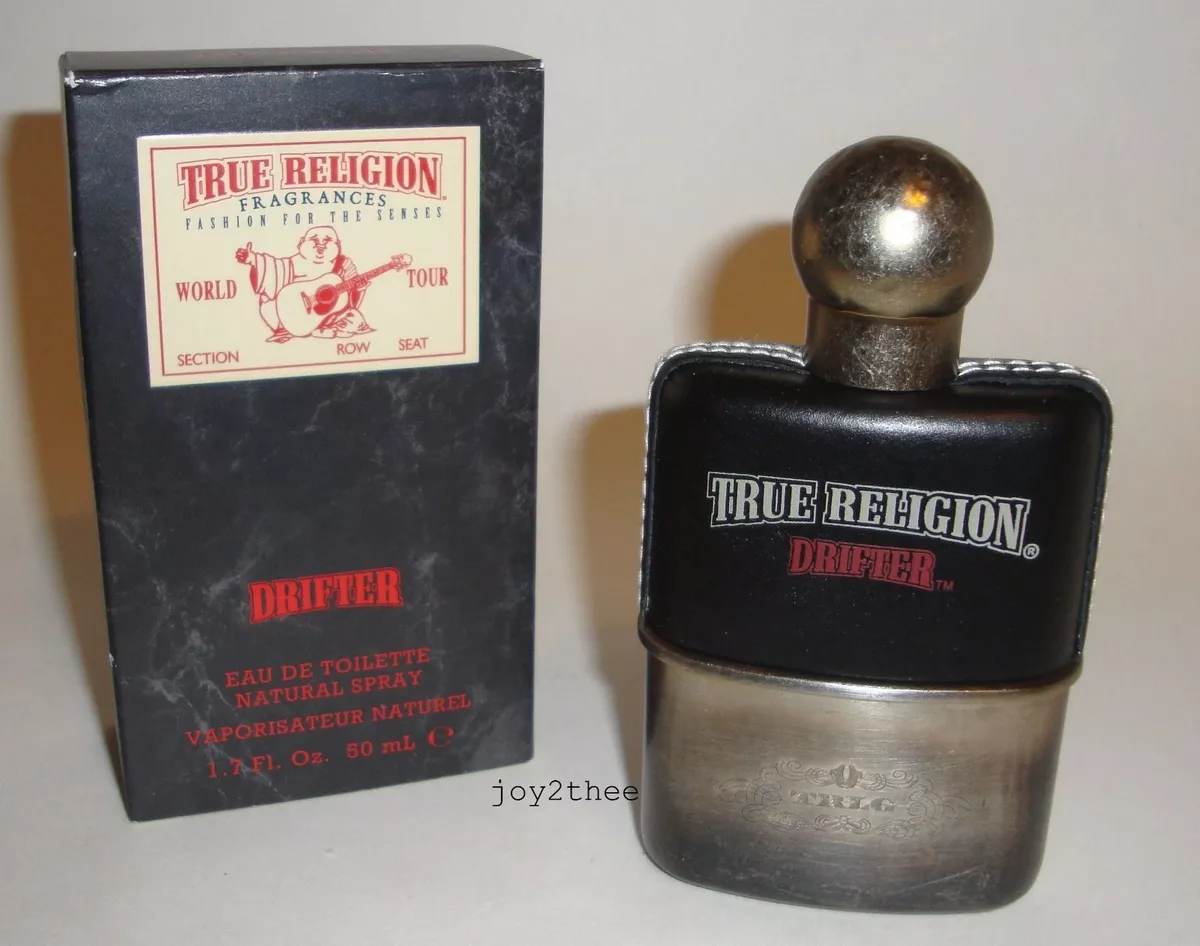 TRUE RELIGION
FRAGRANCES
FASHION FOR THE SENSES
WORLD TOUR
SECTION ROW SEAT
DRIFTER
EAU DE TOILETTE
NATURAL SPRAY
VAPORISATEUR NATUREL
1.7 Fl. Oz. 50 mL ℮
TRUE RELIGION®
DRIFTER™
TRLG
joy2thee